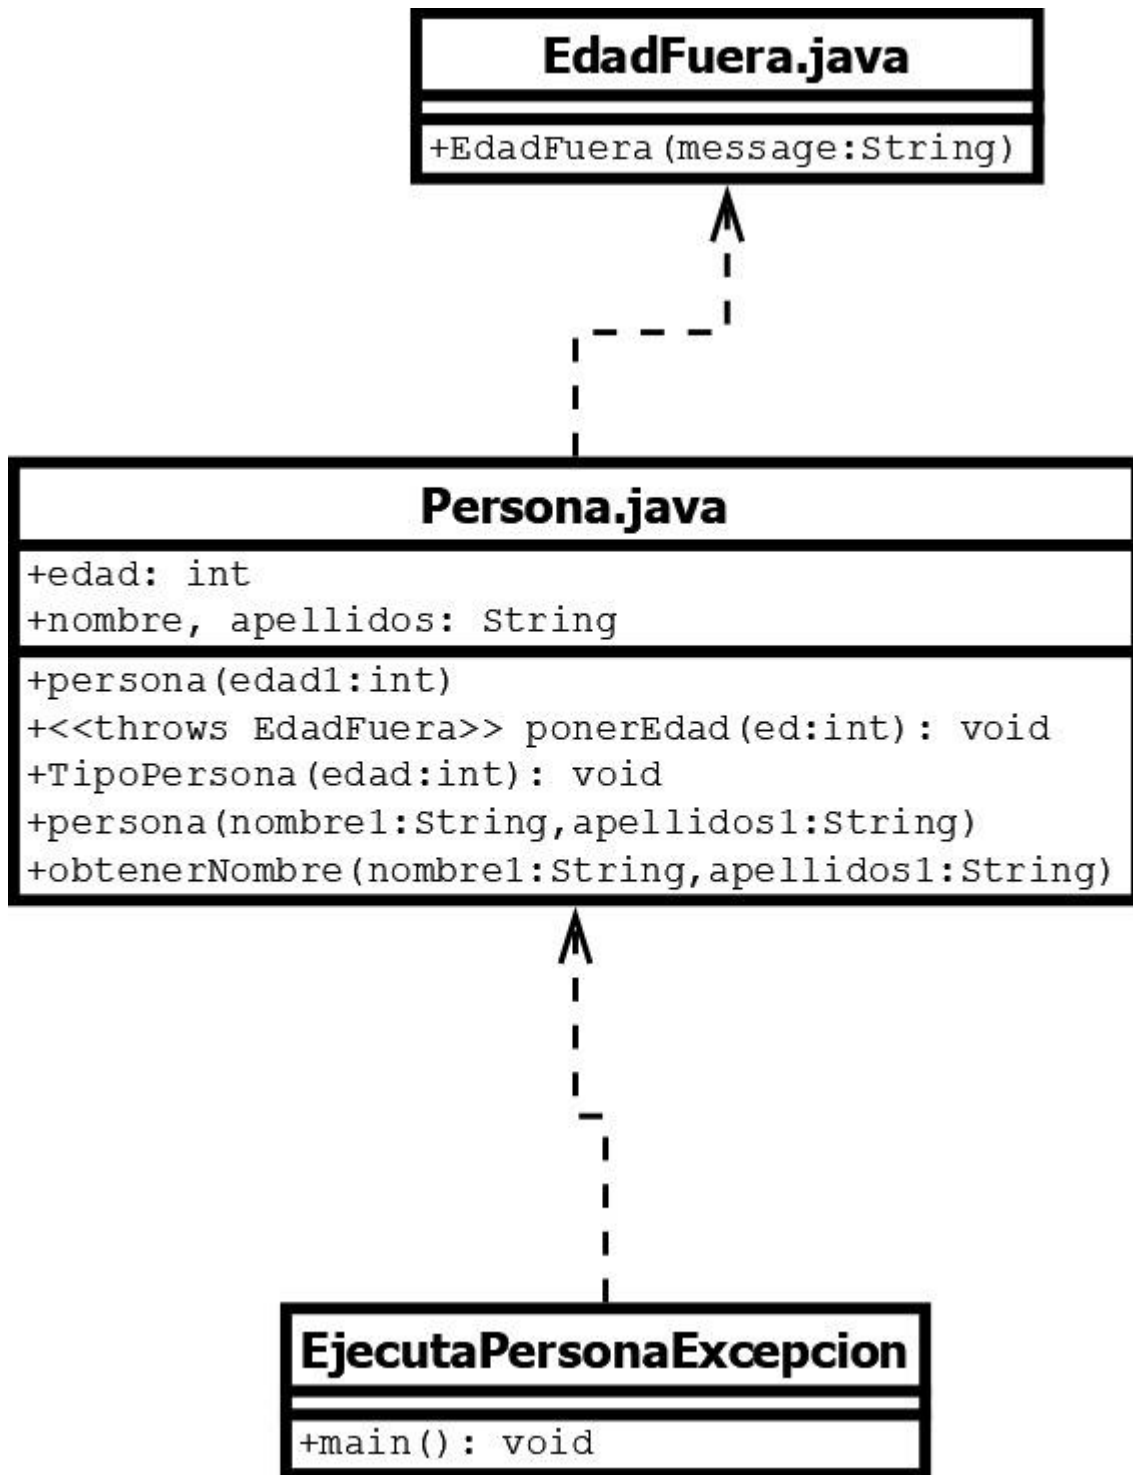 EdadFuera.java
+EdadFuera(message:String)
Persona.java
+edad: int
+nombre, apellidos: String
+persona(edad1:int)
+<<throws EdadFuera>> ponerEdad(ed:int): void
+TipoPersona(edad:int): void
+persona(nombre1:String,apellidos1:String)
+obtenerNombre(nombre1:String,apellidos1:String)
EjecutaPersonaExcepcion
+main(): void